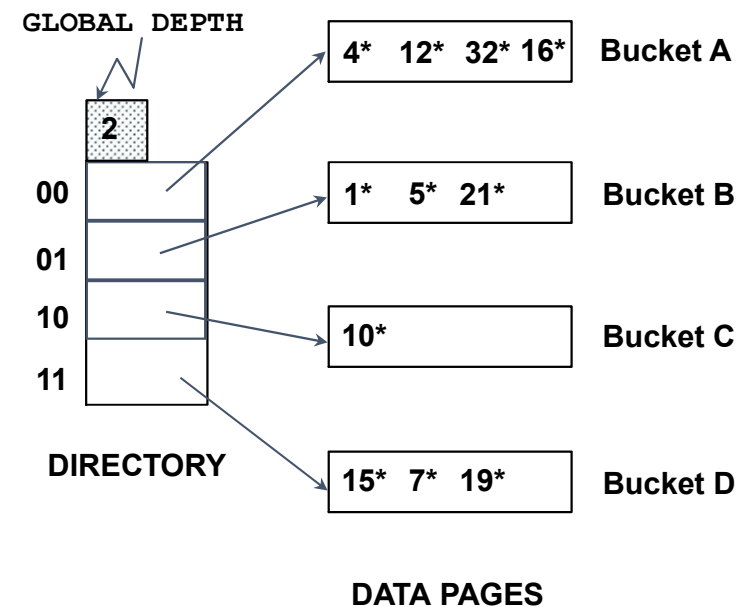 GLOBAL DEPTH
2
00
01
10
11
DIRECTORY
4* 12* 32* 16*
Bucket A
1* 5* 21*
Bucket B
10*
Bucket C
15* 7* 19*
Bucket D
DATA PAGES